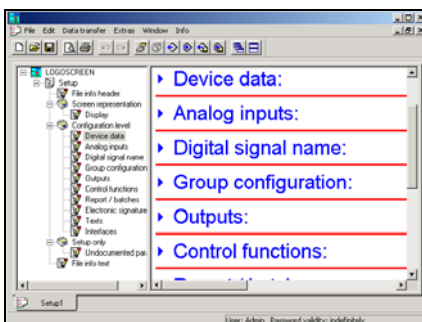 File Edit Data transfer Extras Window Info
LOGOSCREEN
Setup
File info header
Screen representation
Display
Configuration level
Device data
Analog inputs
Digital signal name
Group configuration
Outputs
Control functions
Report / batches
Electronic signature
Texts
Interfaces
Setup only
Undocumented par
File info text
Device data:
Analog inputs:
Digital signal name:
Group configuration:
Outputs:
Control functions:
Setup1
User: Admin Password validity: indefinitely